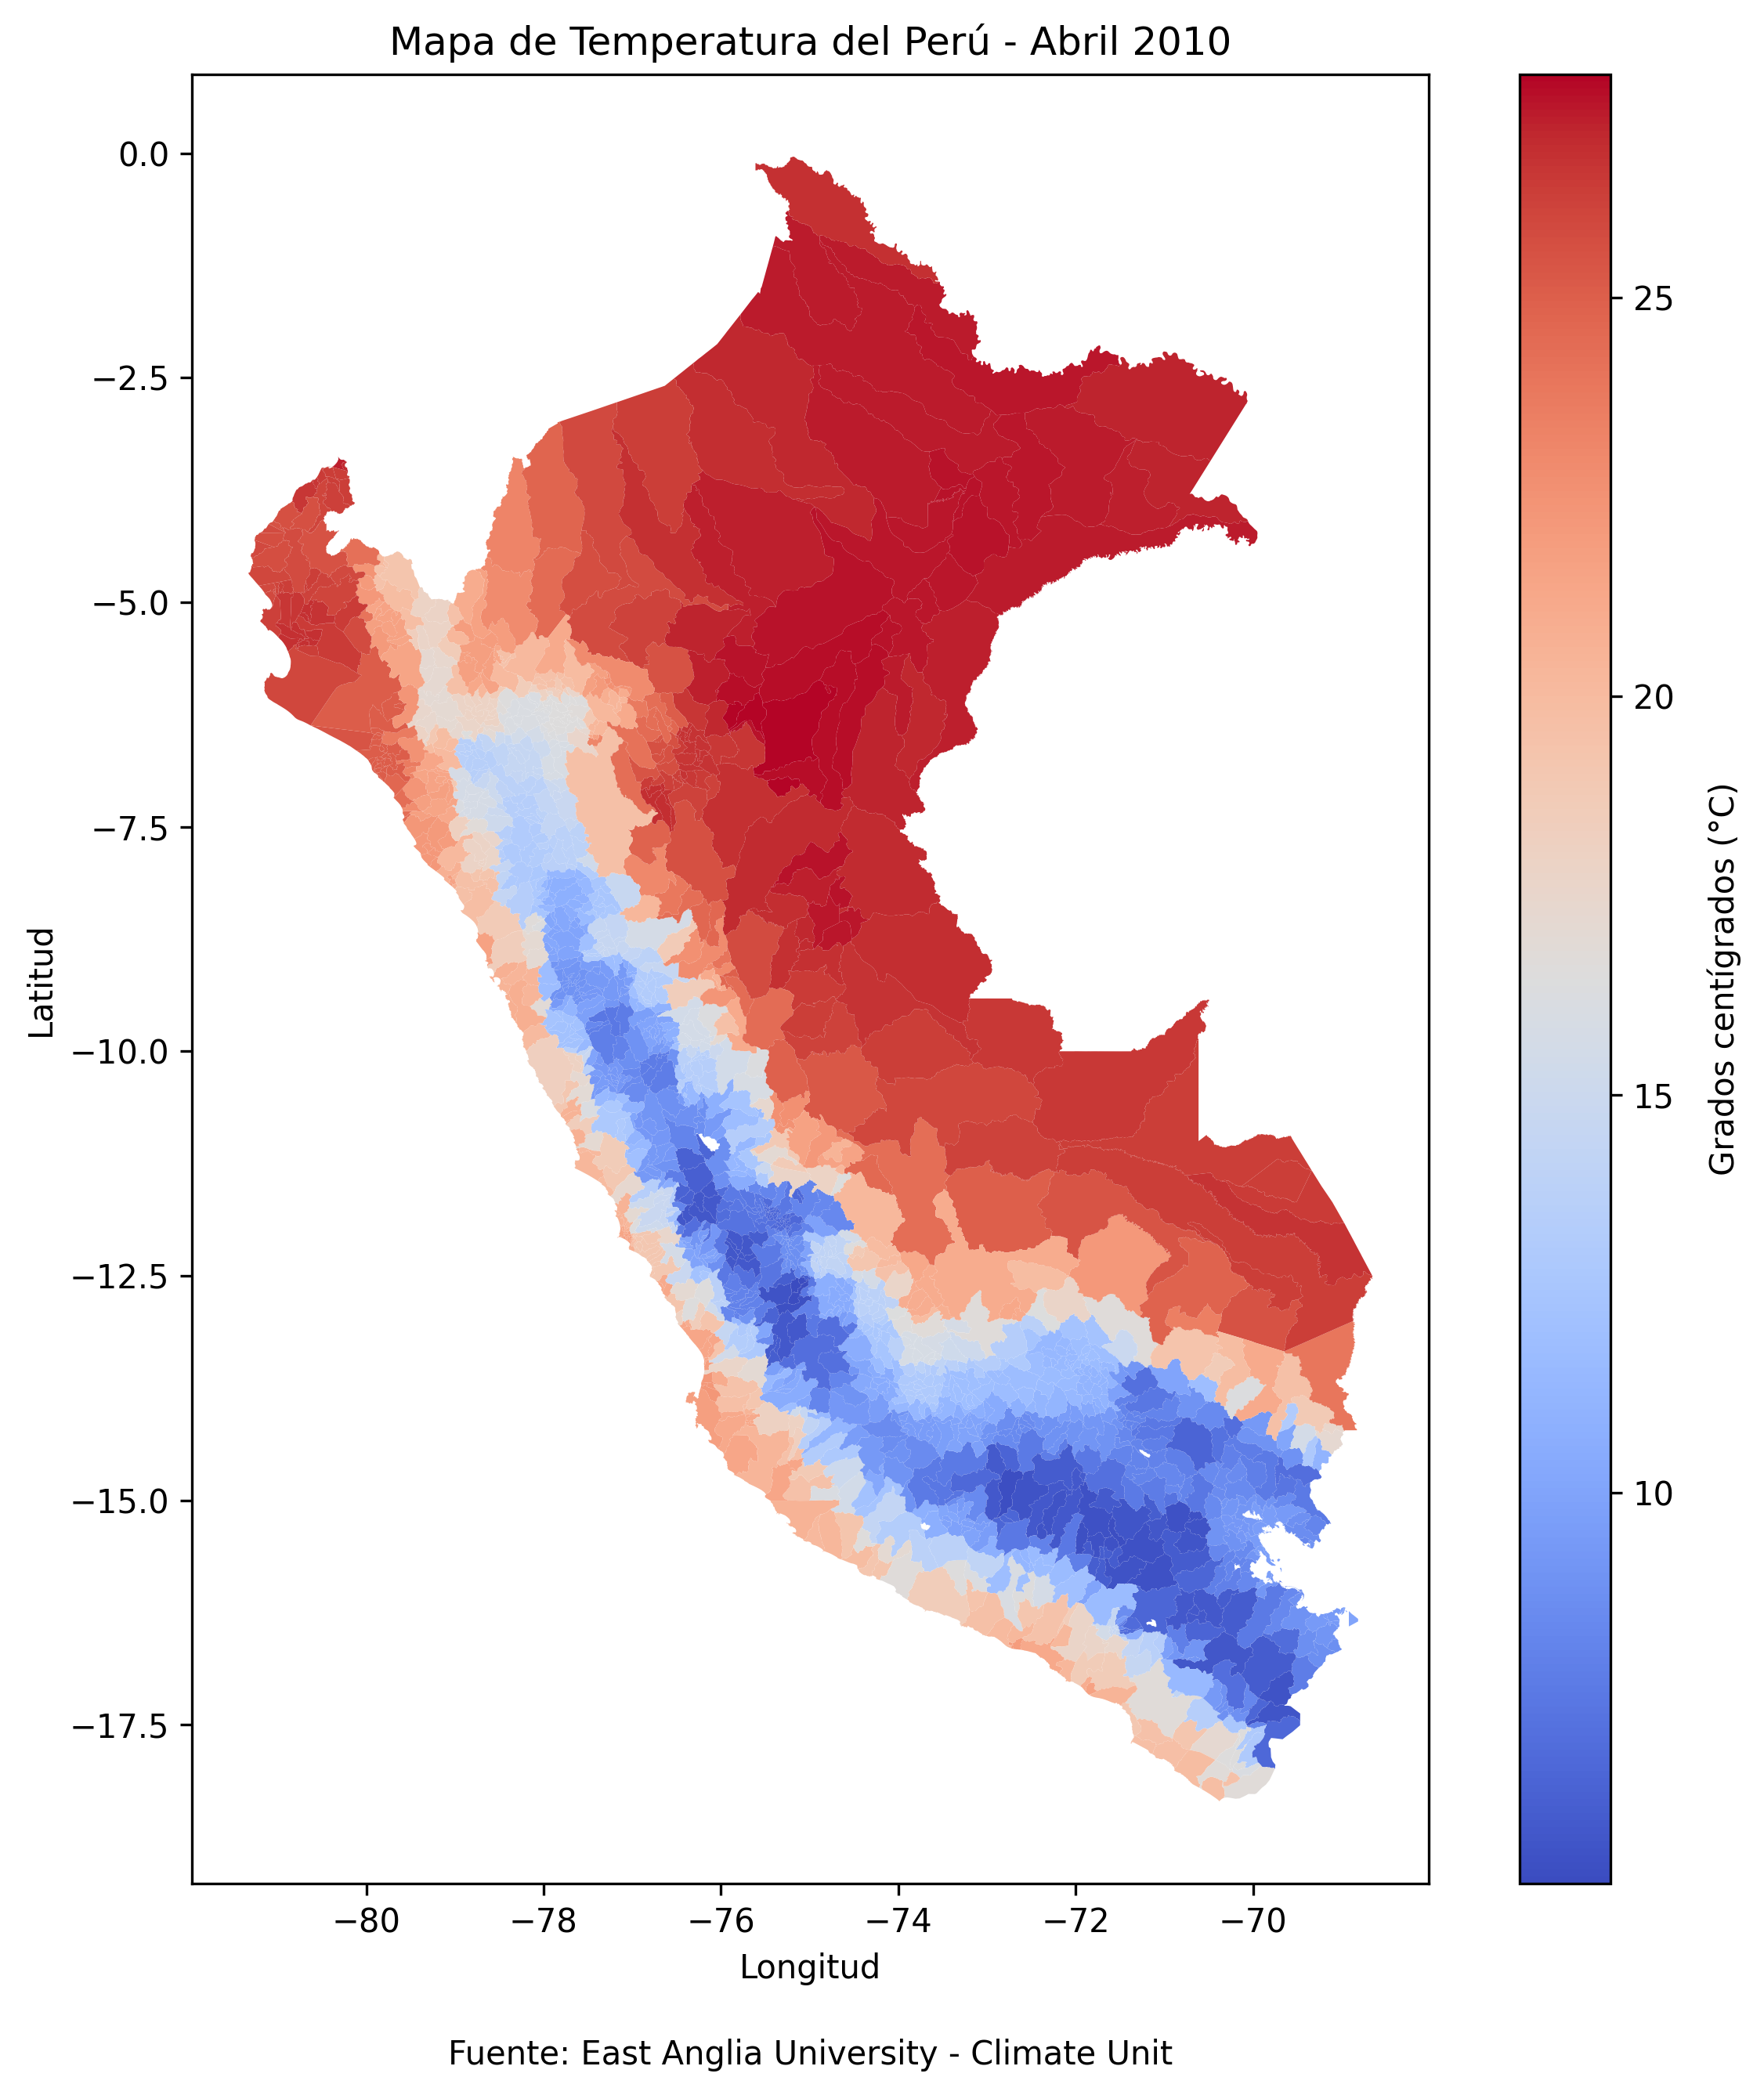 Mapa de Temperatura del Perú - Abril 2010
0.0
−2.5
−5.0
−7.5
−10.0
−12.5
−15.0
−17.5
Latitud
−80 −78 −76 −74 −72 −70
Longitud
25
20
15
10
Grados centígrados (°C)
Fuente: East Anglia University - Climate Unit